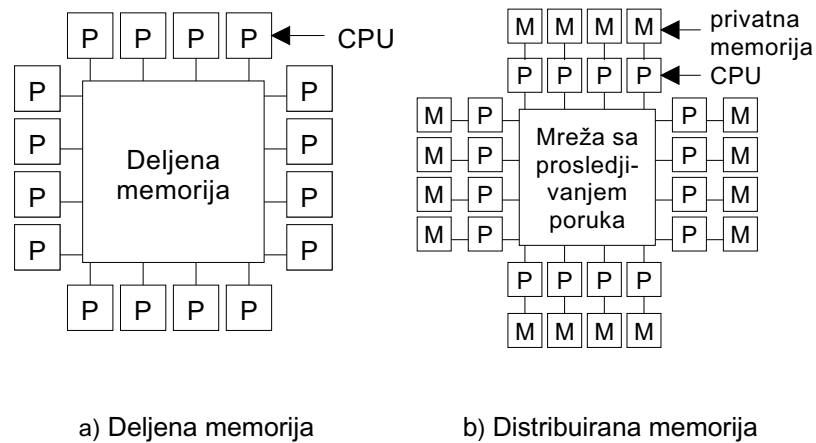 P P P P CPU
P P
P P
P P
P P
Deljena
memorija
P P P P
a) Deljena memorija
M M M M privatna
memorija
P P P P CPU
M P P M
M P P M
M P P M
M P P M
Mreža sa
prosledji-
vanjem
poruka
P P P P
M M M M
b) Distribuirana memorija